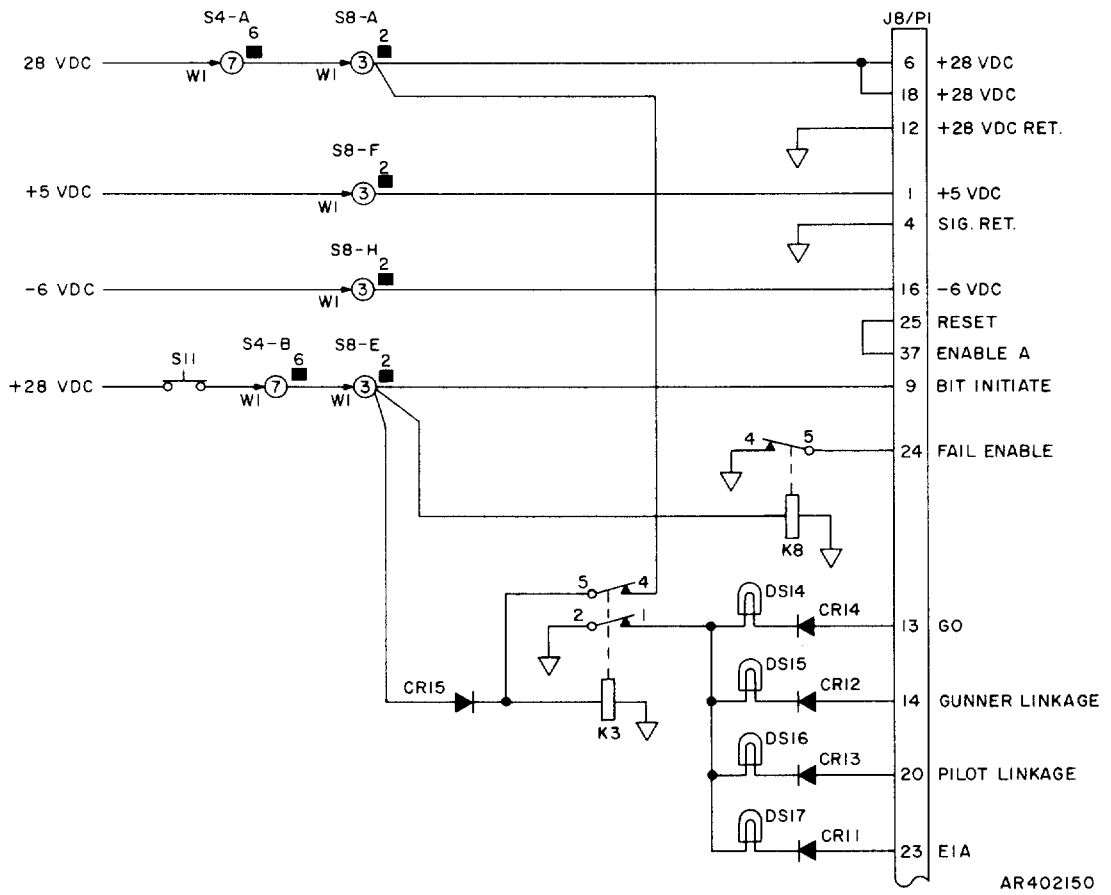 S4-A
S8-A
J8/P1
6
2
28 VDC
W1
7
W1
3
6
+28 VDC
18
+28 VDC
12
+28 VDC RET.
S8-F
2
+5 VDC
W1
3
1
+5 VDC
4
SIG. RET.
S8-H
2
-6 VDC
W1
3
16
-6 VDC
25
RESET
S11
S4-B
S8-E
6
2
37
ENABLE A
+28 VDC
W1
7
W1
3
9
BIT INITIATE
4
5
24
FAIL ENABLE
K8
5
4
DS14
CR14
2
1
13
GO
CR15
DS15
CR12
14
GUNNER LINKAGE
K3
DS16
CR13
20
PILOT LINKAGE
DS17
CR11
23
EIA
AR402150